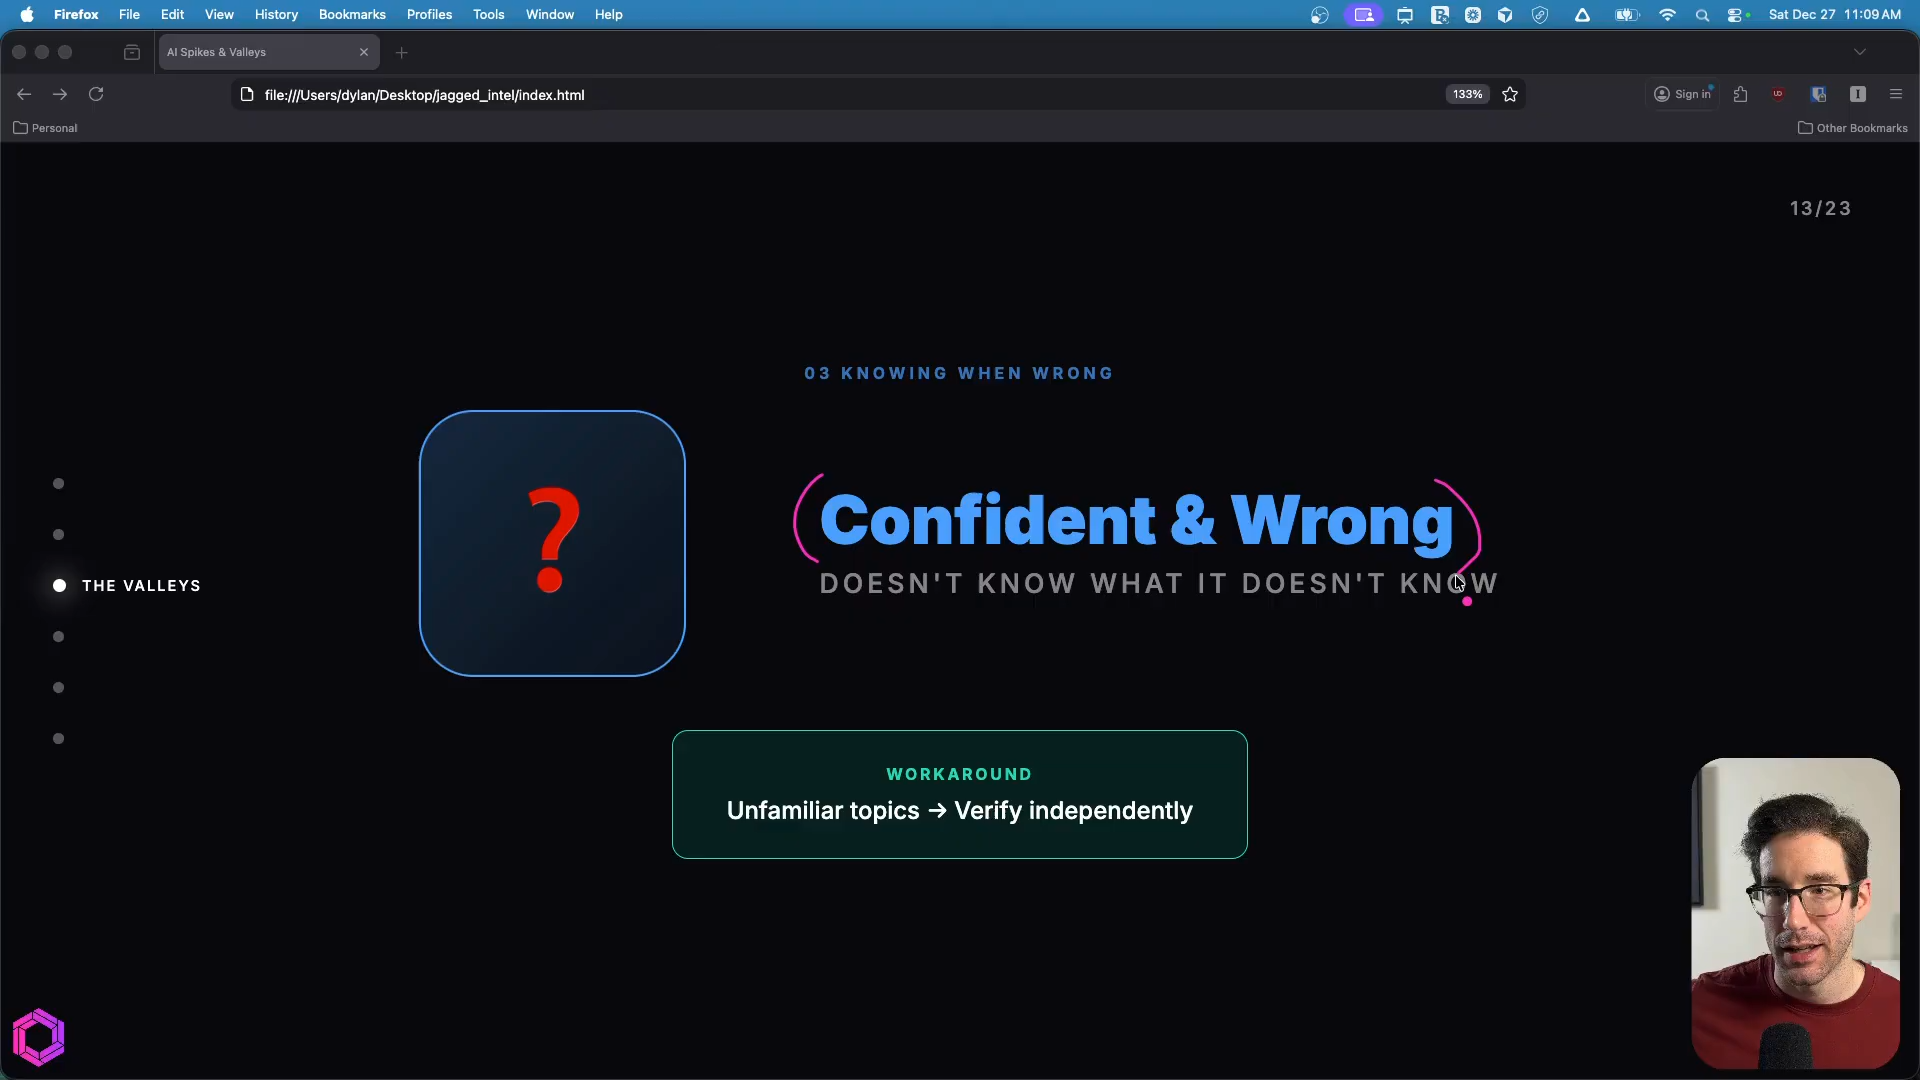 Firefox File Edit View History Bookmarks Profiles Tools Window Help Sat Dec 27 11:09 AM
AI Spikes & Valleys
file:///Users/dylan/Desktop/jagged_intel/index.html 133% Sign in
Personal Other Bookmarks
13/23
03 KNOWING WHEN WRONG
?
Confident & Wrong
DOESN'T KNOW WHAT IT DOESN'T KNOW
THE VALLEYS
WORKAROUND
Unfamiliar topics → Verify independently